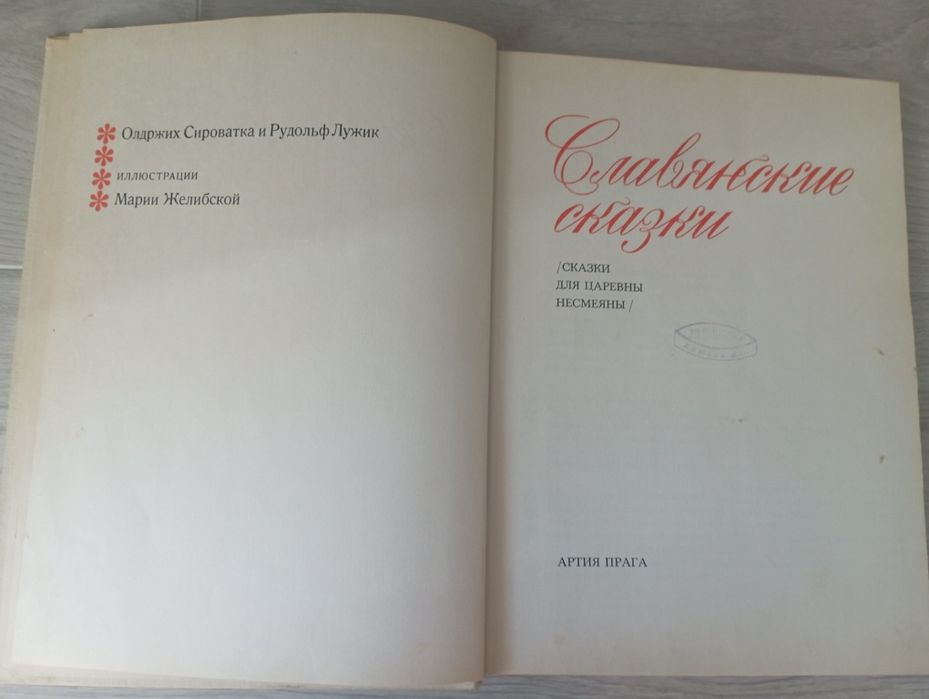 Олдржих Сироватка и Рудольф Лужик
ИЛЛЮСТРАЦИИ
Марии Желибской
Славянские
сказки
/СКАЗКИ
ДЛЯ ЦАРЕВНЫ
НЕСМЕЯНЫ/
АРТИЯ ПРАГА